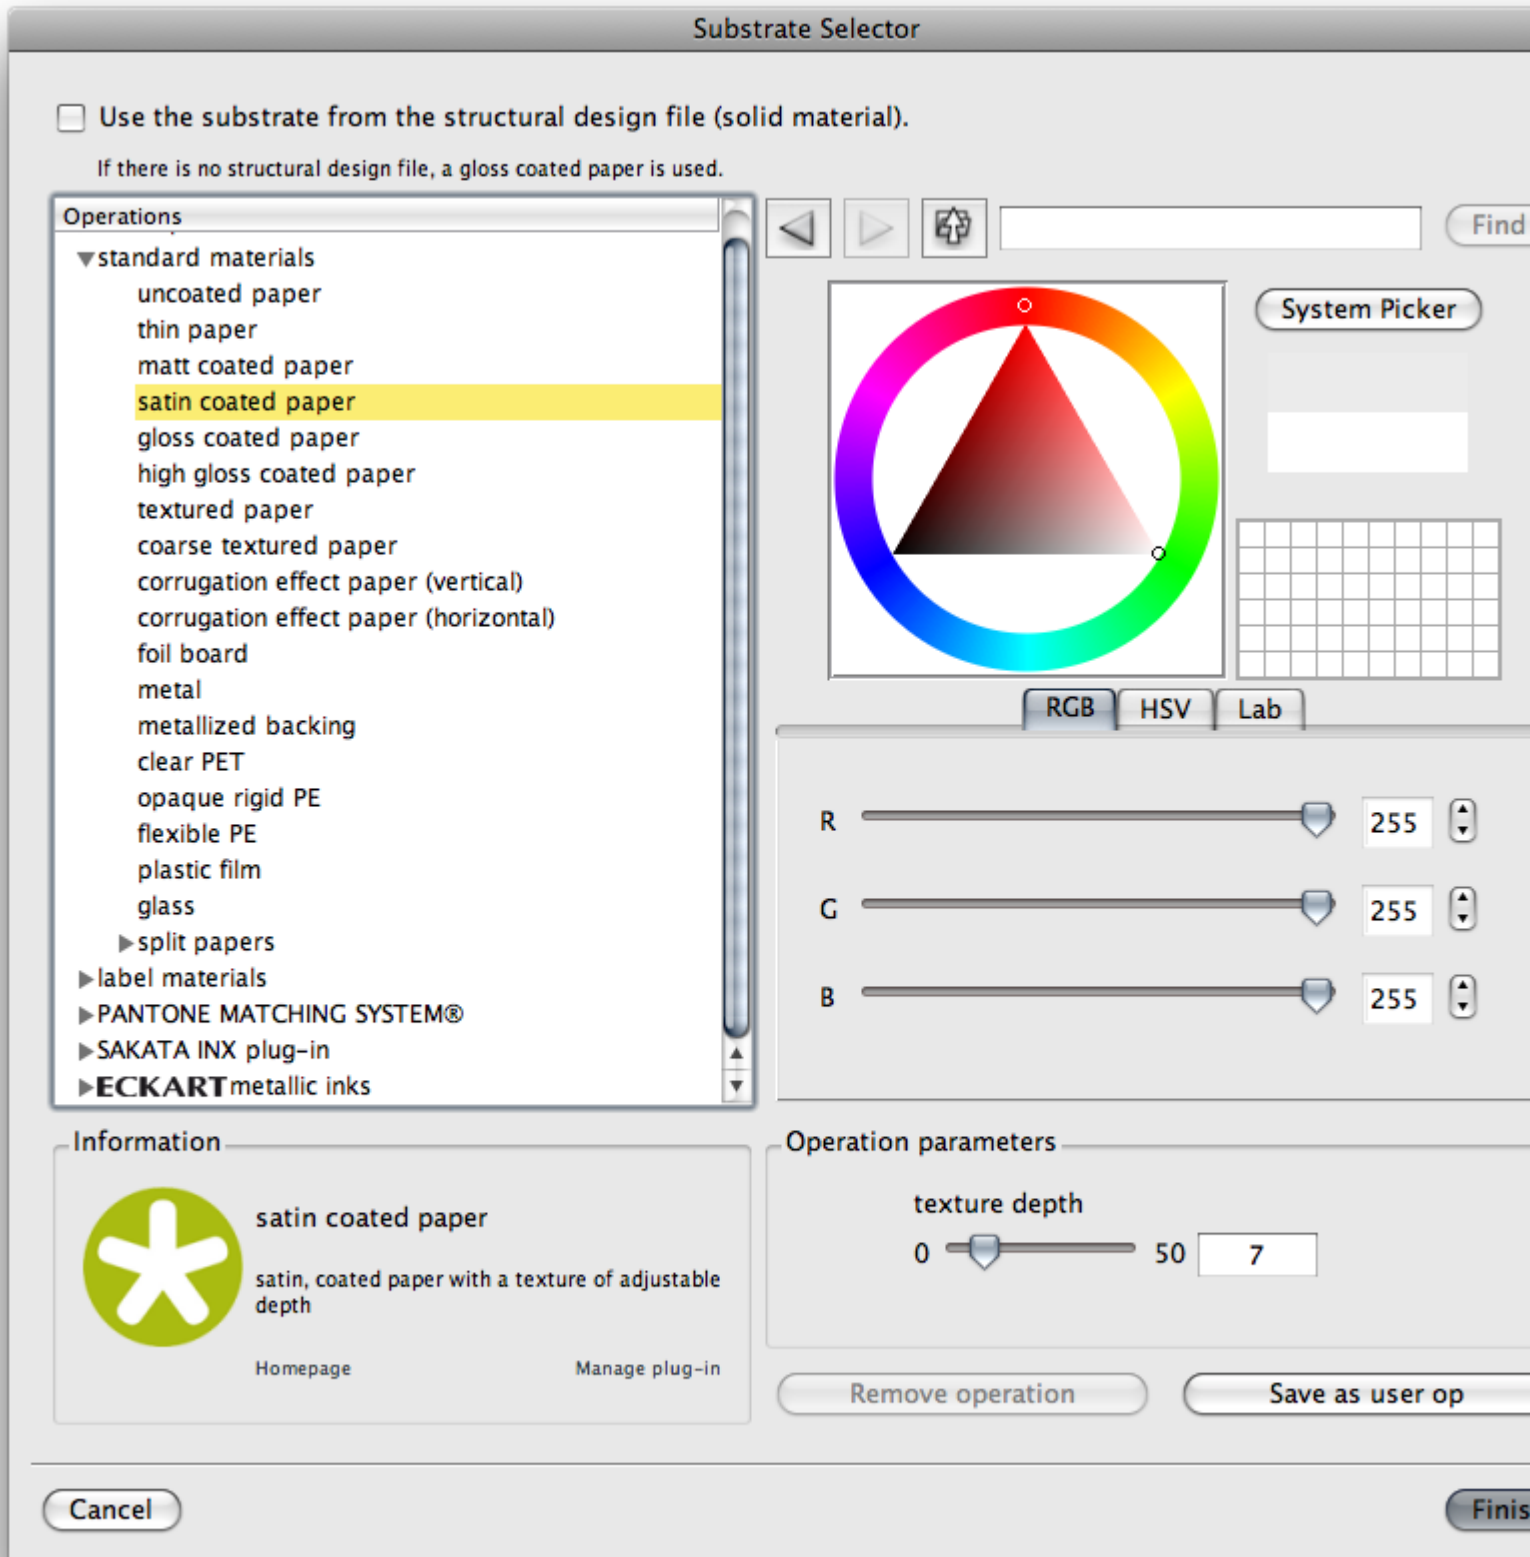 Substrate Selector
Use the substrate from the structural design file (solid material).
If there is no structural design file, a gloss coated paper is used.
Operations
Find
standard materials
uncoated paper
thin paper
matt coated paper
satin coated paper
gloss coated paper
high gloss coated paper
textured paper
coarse textured paper
corrugation effect paper (vertical)
corrugation effect paper (horizontal)
foil board
metal
metallized backing
clear PET
opaque rigid PE
flexible PE
plastic film
glass
split papers
label materials
PANTONE MATCHING SYSTEM®
SAKATA INX plug-in
ECKART metallic inks
System Picker
RGB HSV Lab
R 255
G 255
B 255
Information
satin coated paper
satin, coated paper with a texture of adjustable
depth
Homepage Manage plug-in
Operation parameters
texture depth
0 50 7
Remove operation Save as user op
Cancel Finis